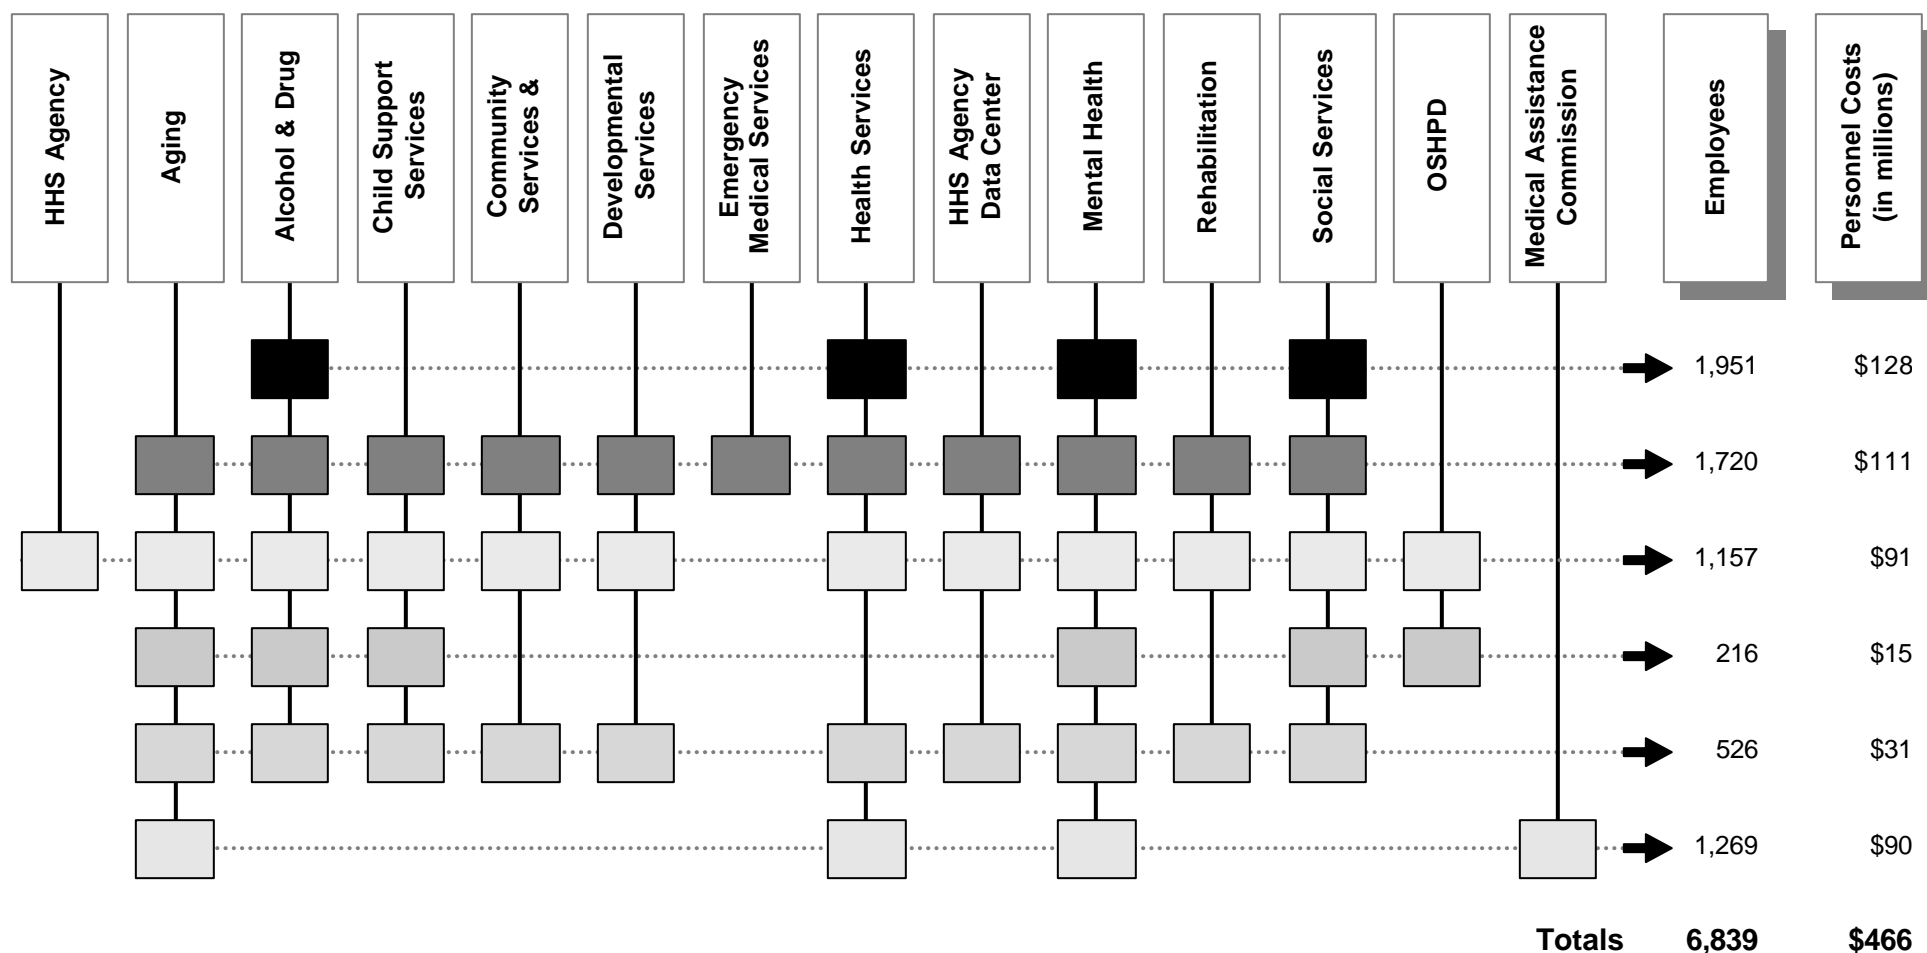 HHS Agency
Aging
Alcohol & Drug
Child Support
Services
Community
Services &
Developmental
Services
Emergency
Medical Services
Health Services
HHS Agency
Data Center
Mental Health
Rehabilitation
Social Services
OSHPD
Medical Assistance
Commission
Employees
Personnel Costs
(in millions)
1,951 $128
1,720 $111
1,157 $91
216 $15
526 $31
1,269 $90
Totals 6,839 $466